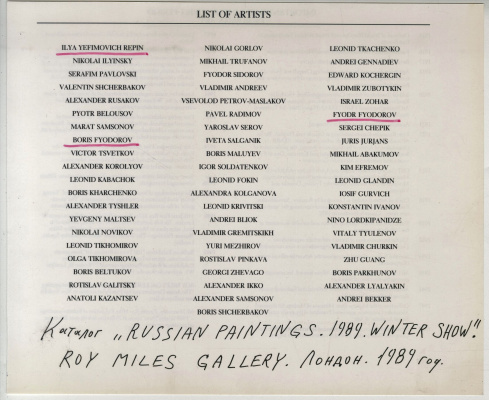 LIST OF ARTISTS
ILYA YEFIMOVICH REPIN
NIKOLAI ILYINSKY
SERAFIM PAVLOVSKI
VALENTIN SHCHERBAKOV
ALEXANDER RUSAKOV
PYOTR BELOUSOV
MARAT SAMSONOV
BORIS FYODOROV
VICTOR TSVETKOV
ALEXANDER KOROLYOV
LEONID KABACHOK
BORIS KHARCHENKO
ALEXANDER TYSHLER
YEVGENY MALTSEV
NIKOLAI NOVIKOV
LEONID TIKHOMIROV
OLGA TIKHOMIROVA
BORIS BELTUKOV
ROTISLAV GALITSKY
ANATOLI KAZANTSEV
NIKOLAI GORLOV
MIKHAIL TRUFANOV
FYODOR SIDOROV
VLADIMIR ANDREEV
VSEVOLOD PETROV-MASLAKOV
PAVEL RADIMOV
YAROSLAV SEROV
IVETA SALGANIK
BORIS MALUYEV
IGOR SOLDATENKOV
LEONID FOKIN
ALEXANDRA KOLGANOVA
LEONID KRIVITSKI
ANDREI BLIOK
VLADIMIR GREMITSKIKH
YURI MEZHIROV
ROSTISLAV PINKAVA
GEORGI ZHEVAGO
ALEXANDER IKKO
ALEXANDER SAMSONOV
BORIS SHCHERBAKOV
LEONID TKACHENKO
ANDREI GENNADIEV
EDWARD KOCHERGIN
VLADIMIR ZUBOTYKIN
ISRAEL ZOHAR
FYODR FYODOROV
SERGEI CHEPIK
JURIS JURJANS
MIKHAIL ABAKUMOV
KIM EFREMOV
LEONID GLANDIN
IOSIF GURVICH
KONSTANTIN IVANOV
NINO LORDKIPANIDZE
VITALY TYULENOV
VLADIMIR CHURKIN
ZHU GUANG
BORIS PARKHUNOV
ALEXANDER LYALYAKIN
ANDREI BEKKER
Каталог „RUSSIAN PAINTINGS. 1989. WINTER SHOW".
ROY MILES GALLERY. Лондон. 1989 год.